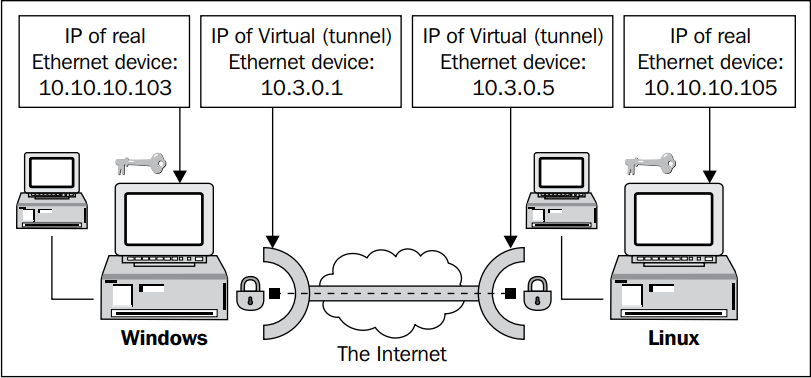 IP of real
Ethernet device:
10.10.10.103
IP of Virtual (tunnel)
Ethernet device:
10.3.0.1
IP of Virtual (tunnel)
Ethernet device:
10.3.0.5
IP of real
Ethernet device:
10.10.10.105
Windows
The Internet
Linux